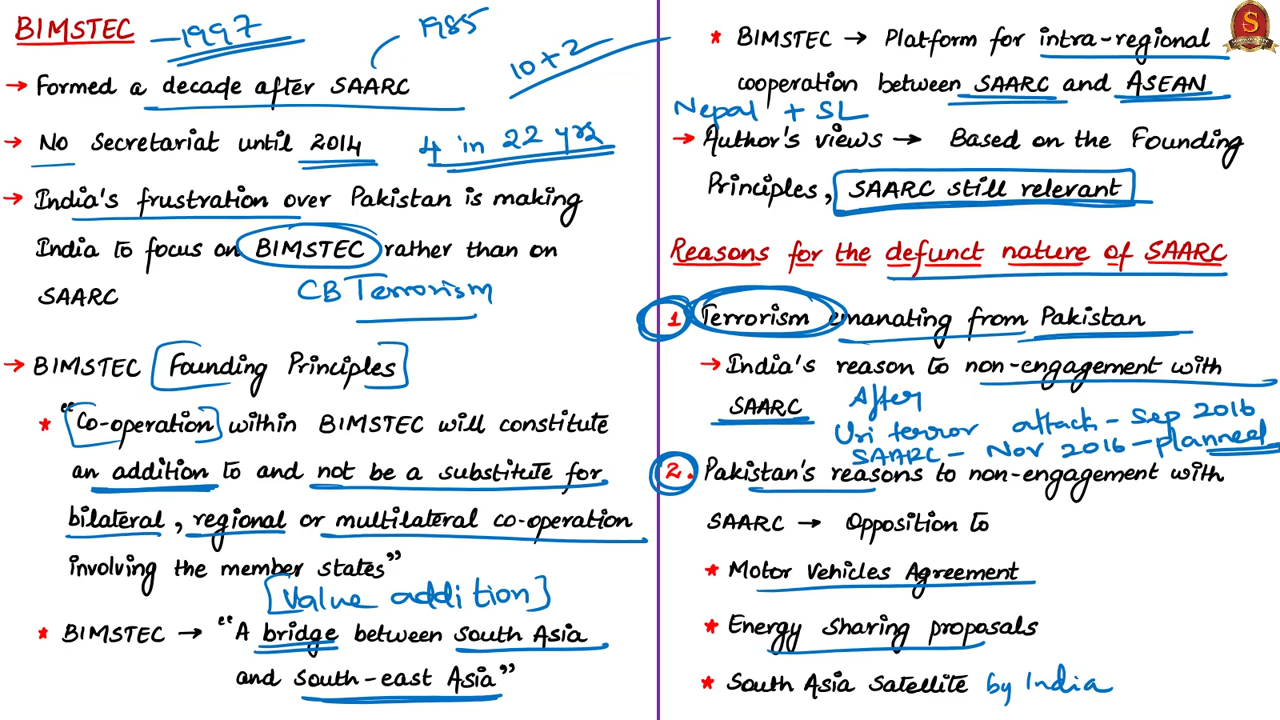 BIMSTEC – 1997
1985
10 + 2
→ Formed a decade after SAARC
→ No Secretariat until 2014
4 in 22 yrs
→ India's frustration over Pakistan is making
India to focus on BIMSTEC rather than on
SAARC
CB Terrorism
→ BIMSTEC Founding Principles
* "Co-operation within BIMSTEC will constitute
an addition to and not be a substitute for
bilateral, regional or multilateral co-operation
involving the member states"
[Value addition]
* BIMSTEC → "A bridge between South Asia
and south-east Asia"
* BIMSTEC → Platform for intra-regional
cooperation between SAARC and ASEAN
Nepal + SL
→ Author's views → Based on the Founding
Principles, SAARC still relevant
Reasons for the defunct nature of SAARC
1 Terrorism emanating from Pakistan
→ India's reason to non-engagement with
SAARC
After
Uri terror attack – Sep 2016
SAARC – Nov 2016 – planned
2. Pakistan's reasons to non-engagement with
SAARC → Opposition to
* Motor Vehicles Agreement
* Energy sharing proposals
* South Asia Satellite by India
S